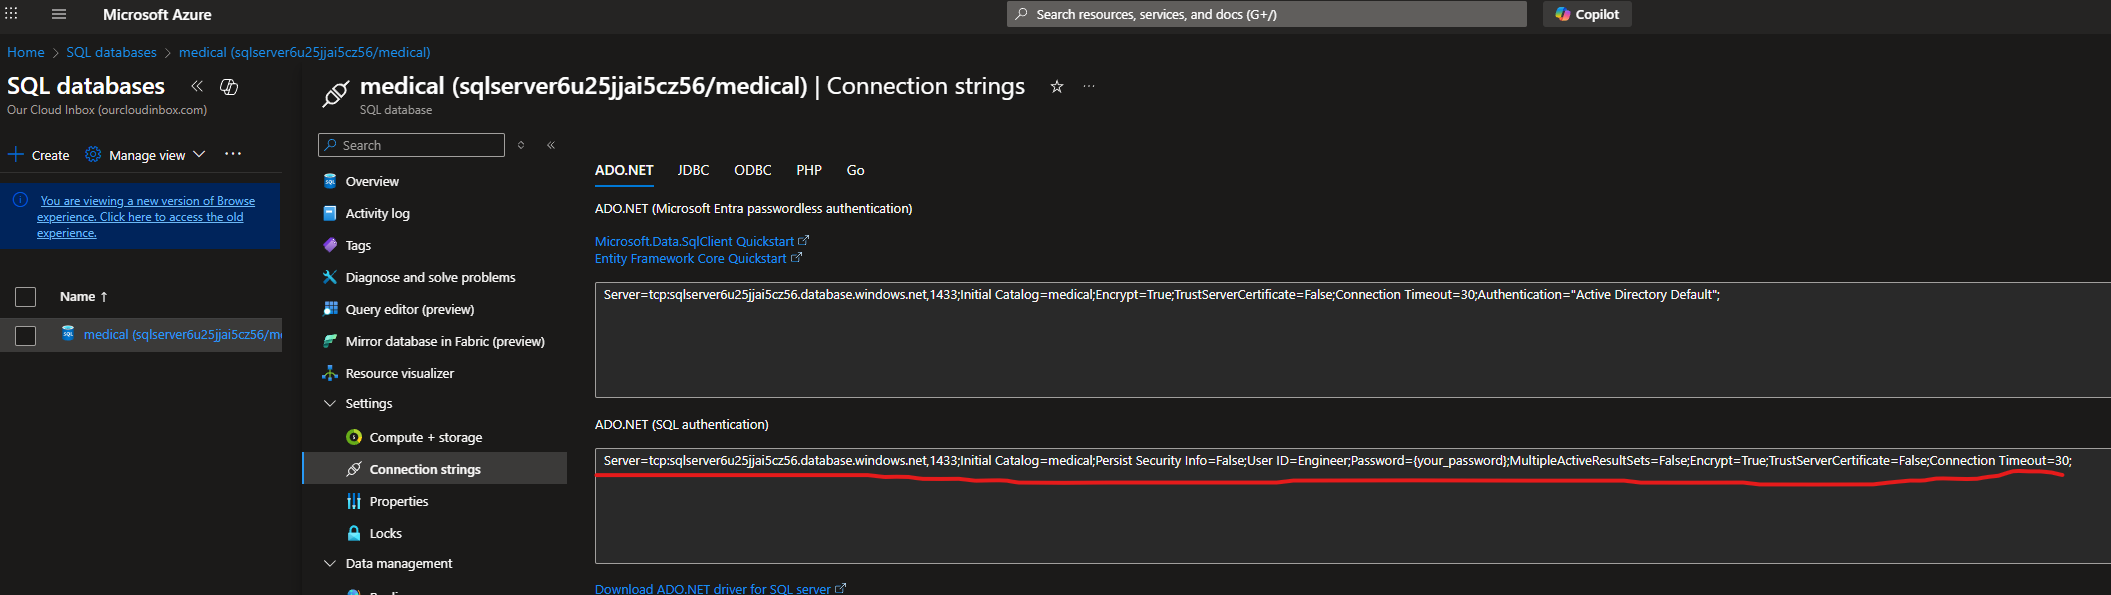 Microsoft Azure
Search resources, services, and docs (G+/)
Copilot
Home > SQL databases > medical (sqlserver6u25jjai5cz56/medical)
SQL databases
Our Cloud Inbox (ourcloudinbox.com)
+ Create
Manage view
You are viewing a new version of Browse
experience. Click here to access the old
experience.
Name ↑
medical (sqlserver6u25jjai5cz56/me
medical (sqlserver6u25jjai5cz56/medical) | Connection strings
SQL database
Search
Overview
Activity log
Tags
Diagnose and solve problems
Query editor (preview)
Mirror database in Fabric (preview)
Resource visualizer
Settings
Compute + storage
Connection strings
Properties
Locks
Data management
ADO.NET JDBC ODBC PHP Go
ADO.NET (Microsoft Entra passwordless authentication)
Microsoft.Data.SqlClient Quickstart
Entity Framework Core Quickstart
Server=tcp:sqlserver6u25jjai5cz56.database.windows.net,1433;Initial Catalog=medical;Encrypt=True;TrustServerCertificate=False;Connection Timeout=30;Authentication="Active Directory Default";
ADO.NET (SQL authentication)
Server=tcp:sqlserver6u25jjai5cz56.database.windows.net,1433;Initial Catalog=medical;Persist Security Info=False;User ID=Engineer;Password={your_password};MultipleActiveResultSets=False;Encrypt=True;TrustServerCertificate=False;Connection Timeout=30;
Download ADO.NET driver for SQL server